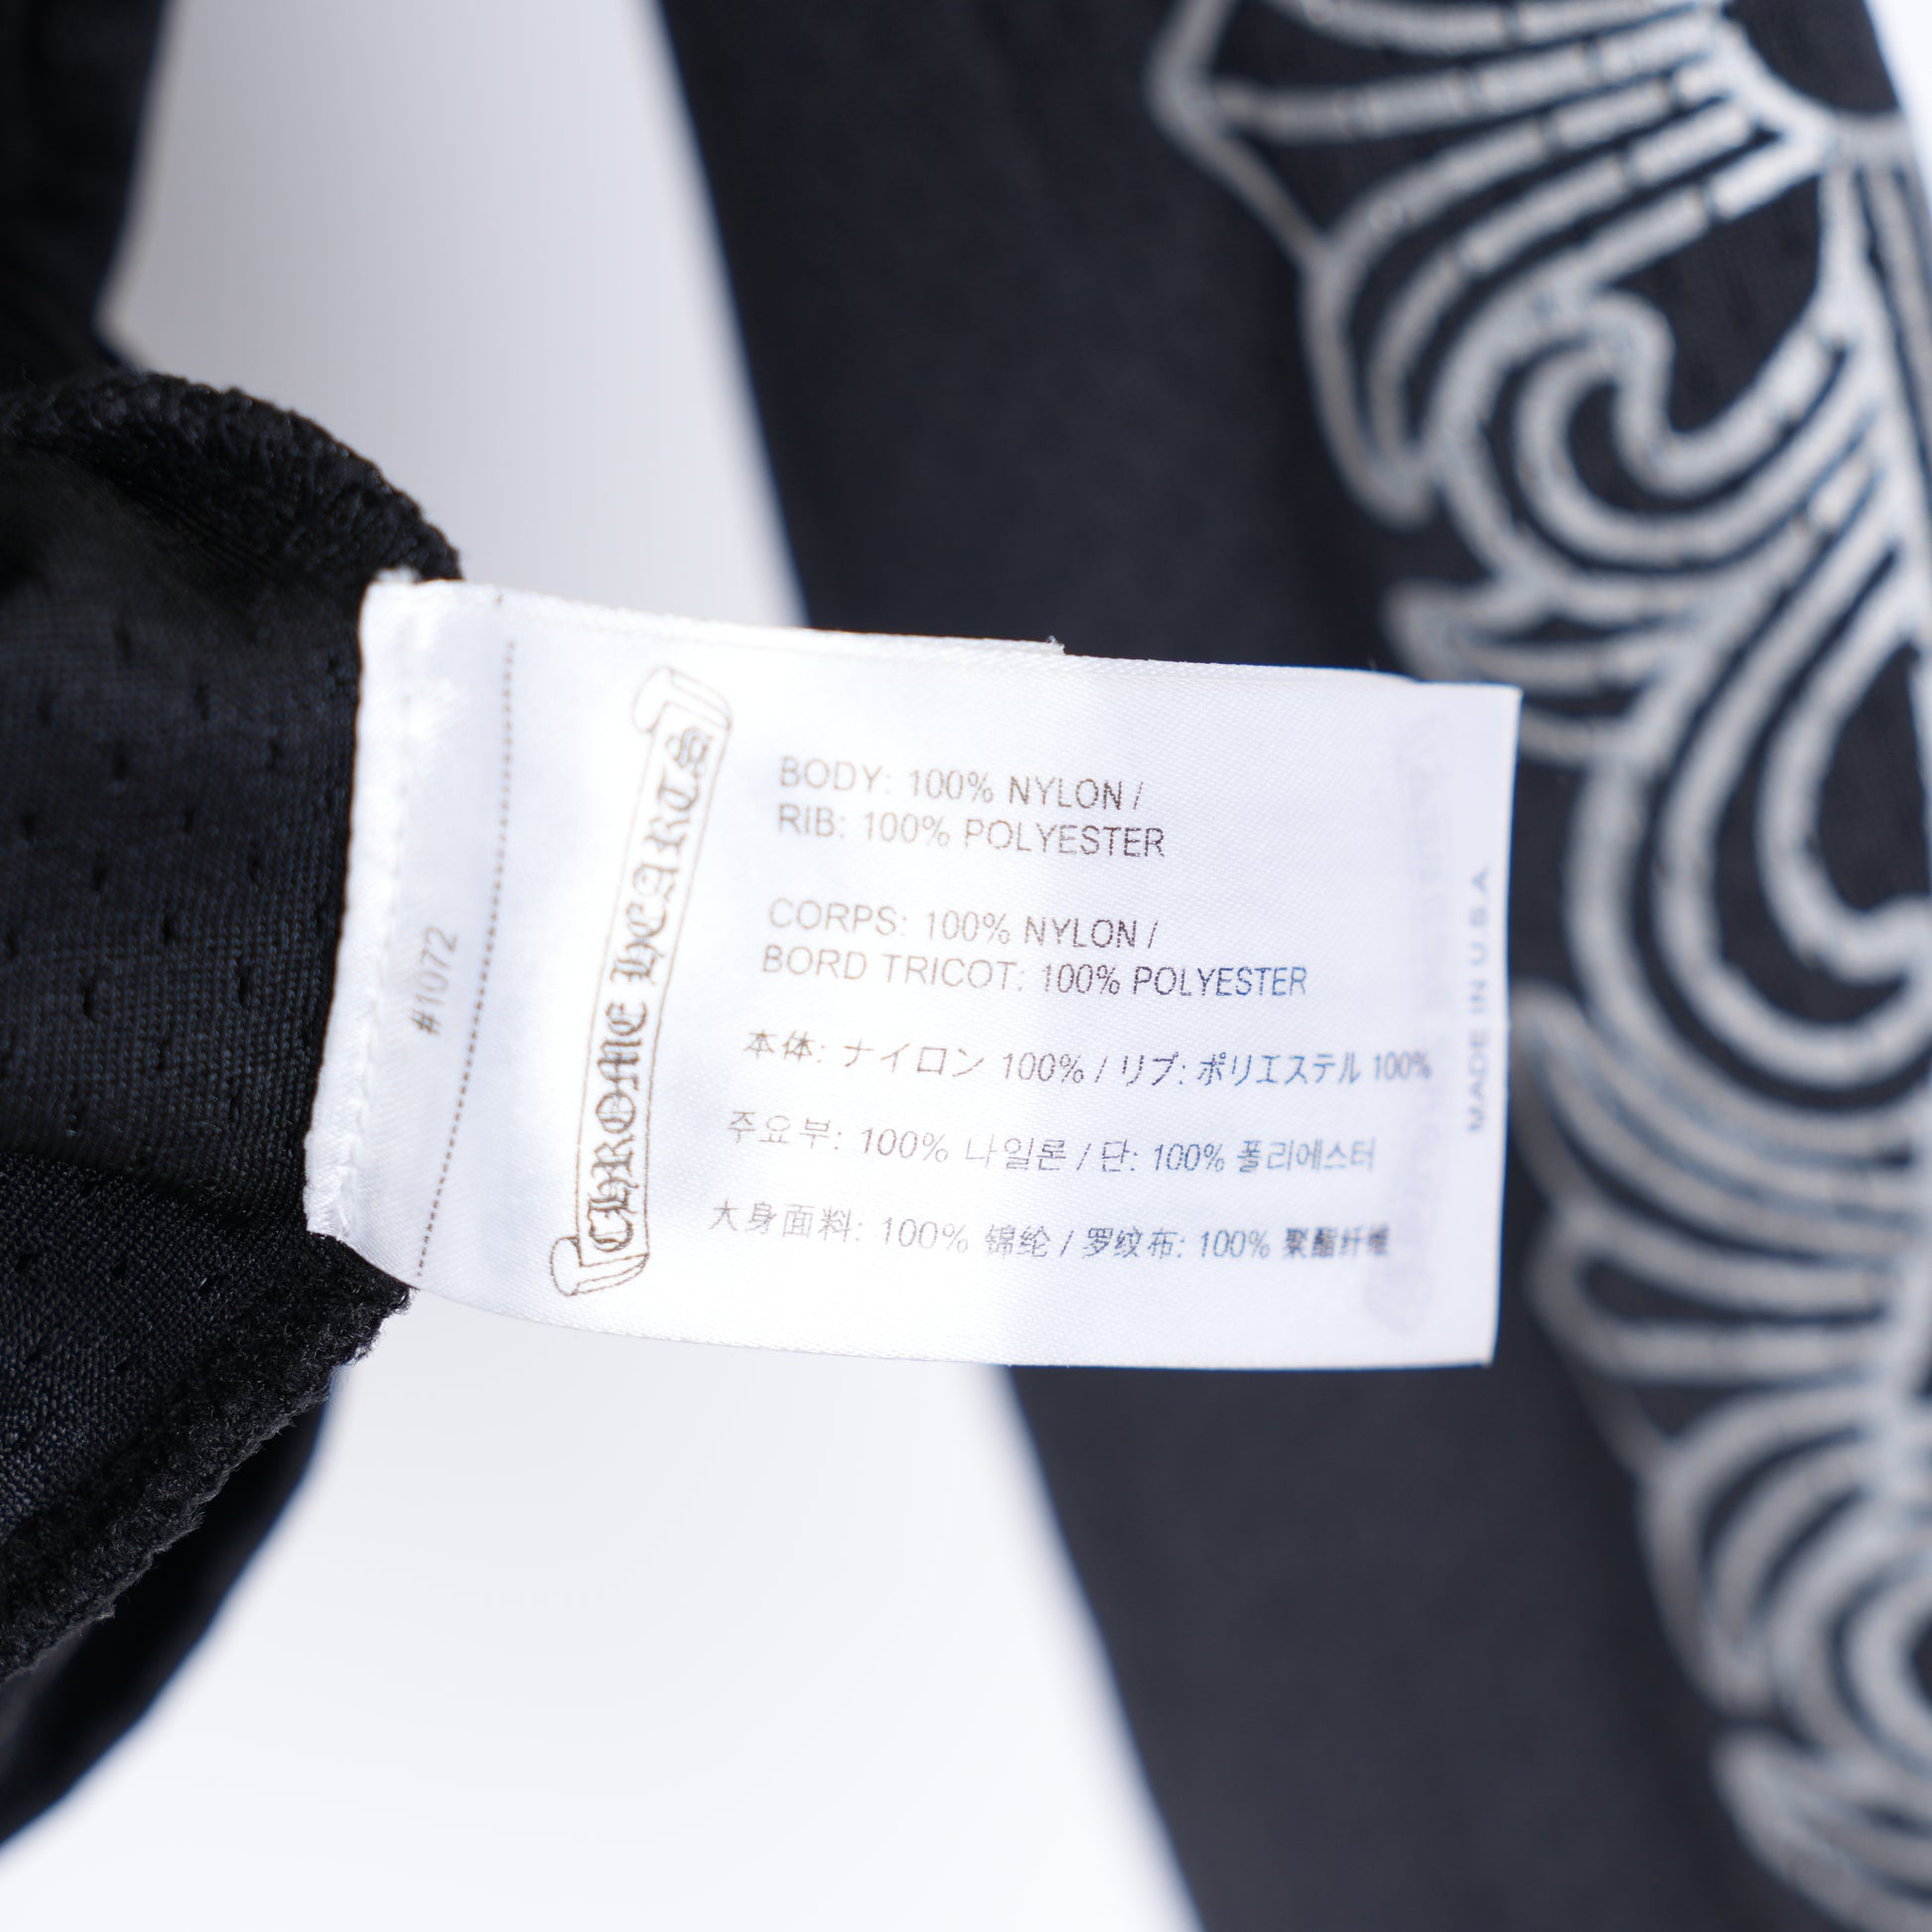 #1072
CHROME HEARTS
BODY: 100% NYLON /
RIB: 100% POLYESTER
CORPS: 100% NYLON /
BORD TRICOT: 100% POLYESTER
本体: ナイロン 100% / リブ: ポリエステル 100%
주요부: 100% 나일론 / 단: 100% 폴리에스터
大身面料: 100% 锦纶 / 罗纹布: 100% 聚酯纤维
MADE IN U.S.A.